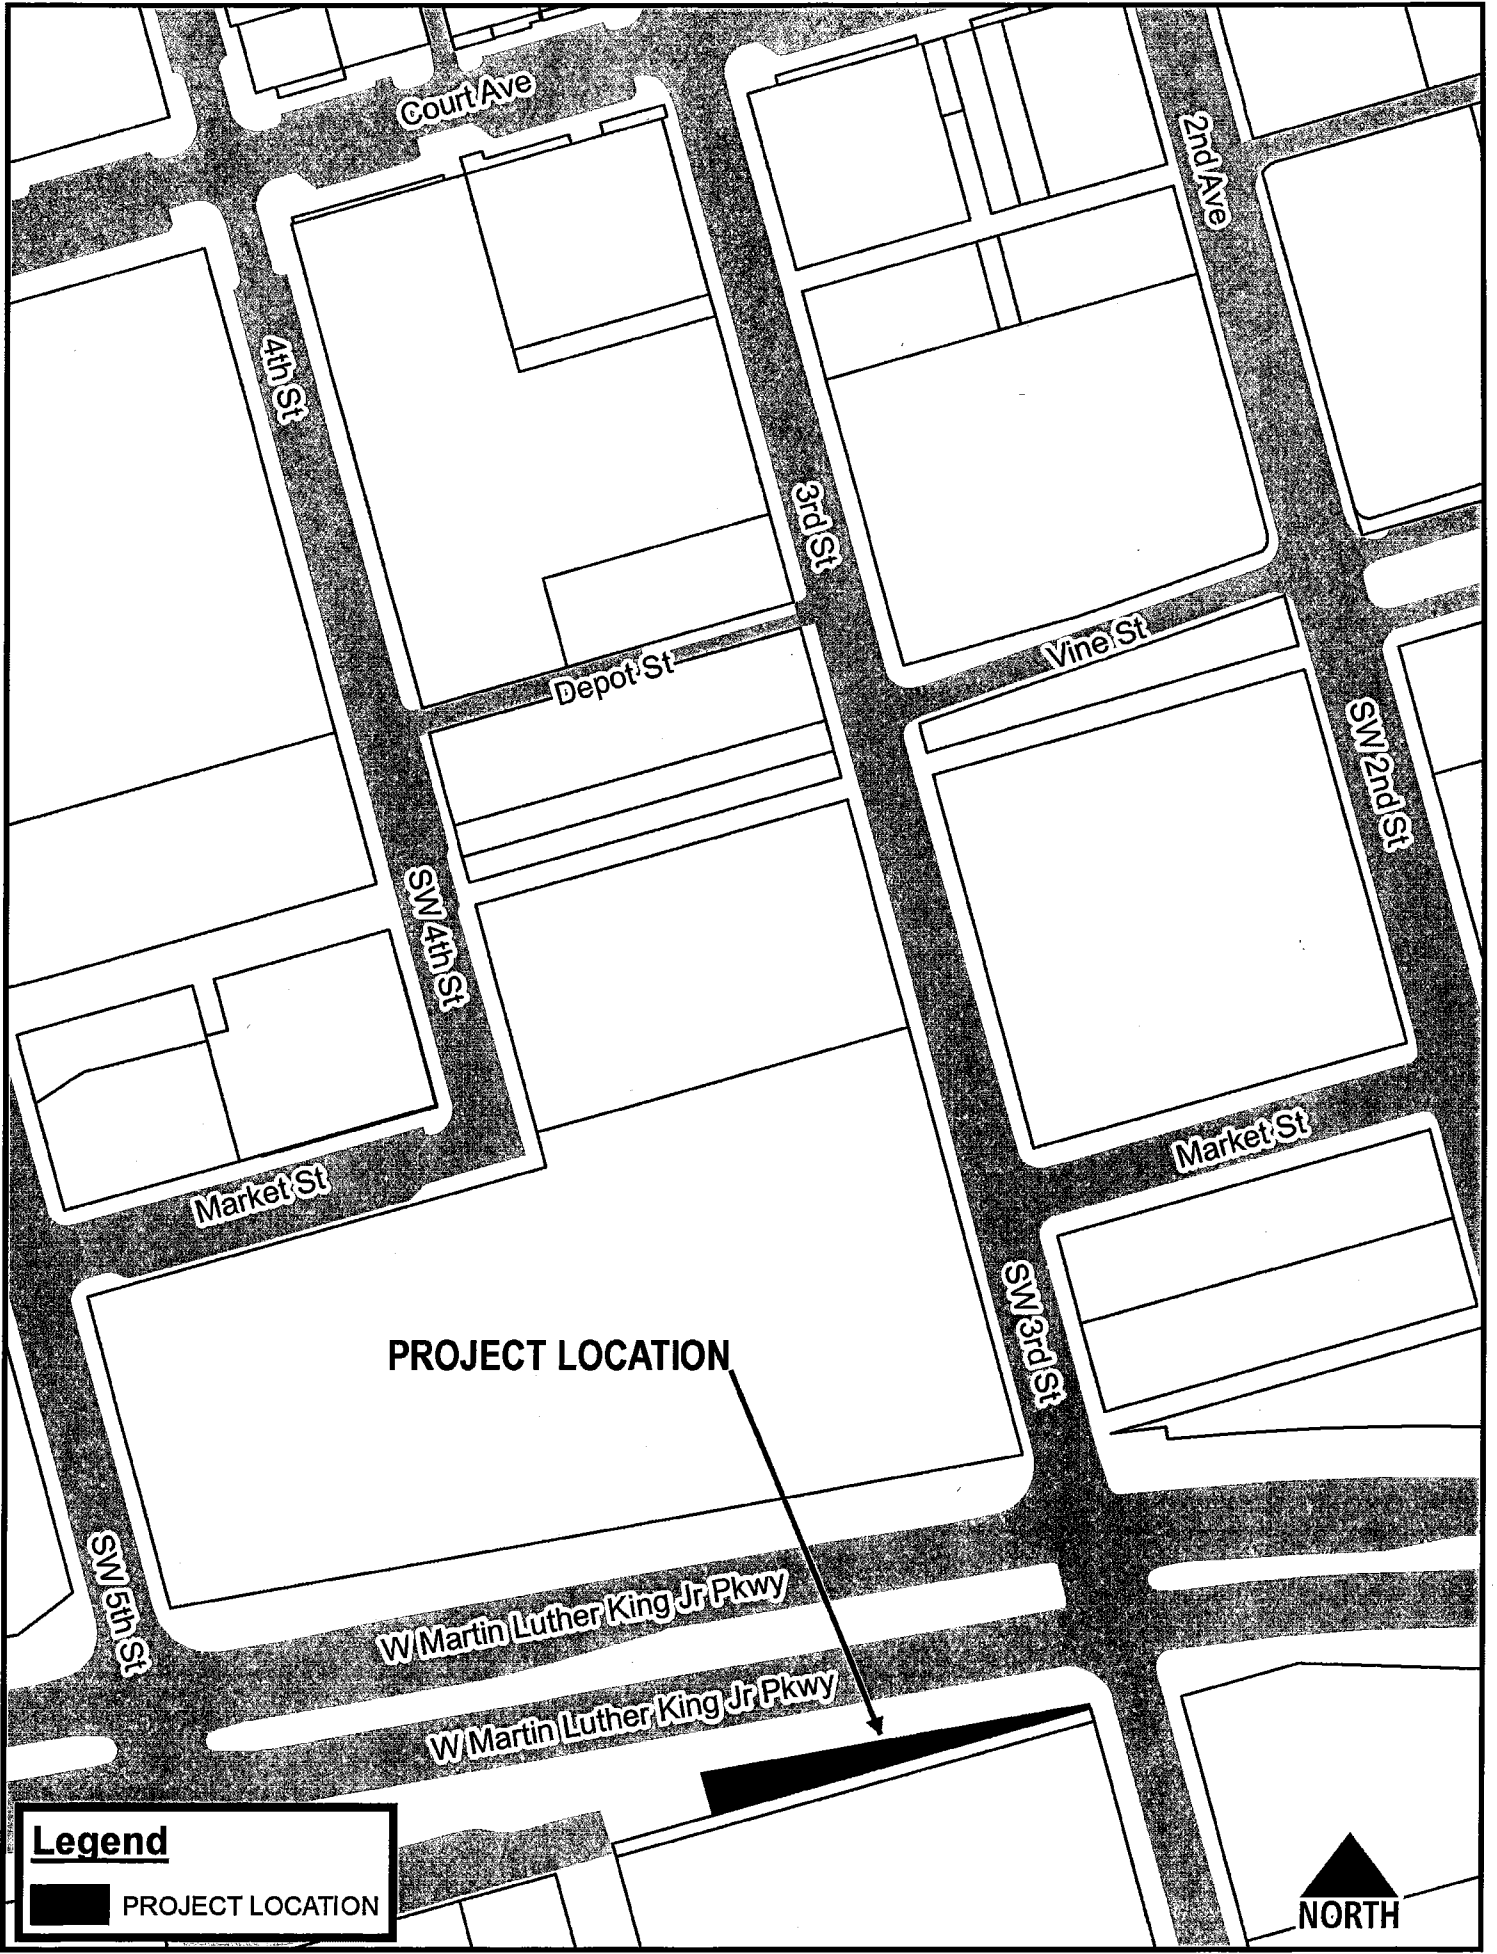 Court Ave
2nd Ave
4th St
3rd St
Vine St
Depot St
SW 2nd St
SW 4th St
Market St
Market St
SW 3rd St
PROJECT LOCATION
SW 5th St
W Martin Luther King Jr Pkwy
W Martin Luther King Jr Pkwy
Legend
PROJECT LOCATION
NORTH